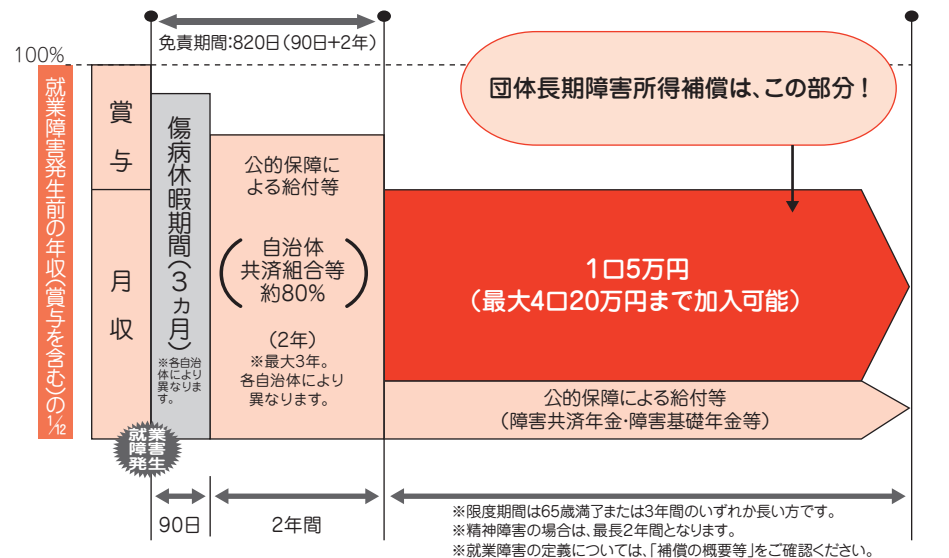 免責期間:820日(90日+2年)
100%
就業障害発生前の年収(賞与を含む)の1/12
賞与
月収
傷病休暇期間(3ヵ月)
※各自治
体により
異なりま
す。
公的保障に
よる給付等
(自治体
共済組合等
約80%)
(2年)
※最大3年。
各自治体により
異なります。
団体長期障害所得補償は、この部分!
1口5万円
(最大4口20万円まで加入可能)
公的保障による給付等
(障害共済年金・障害基礎年金等)
就業
障害
発生
90日
2年間
※限度期間は65歳満了または3年間のいずれか長い方です。
※精神障害の場合は、最長2年間となります。
※就業障害の定義については、「補償の概要等」をご確認ください。